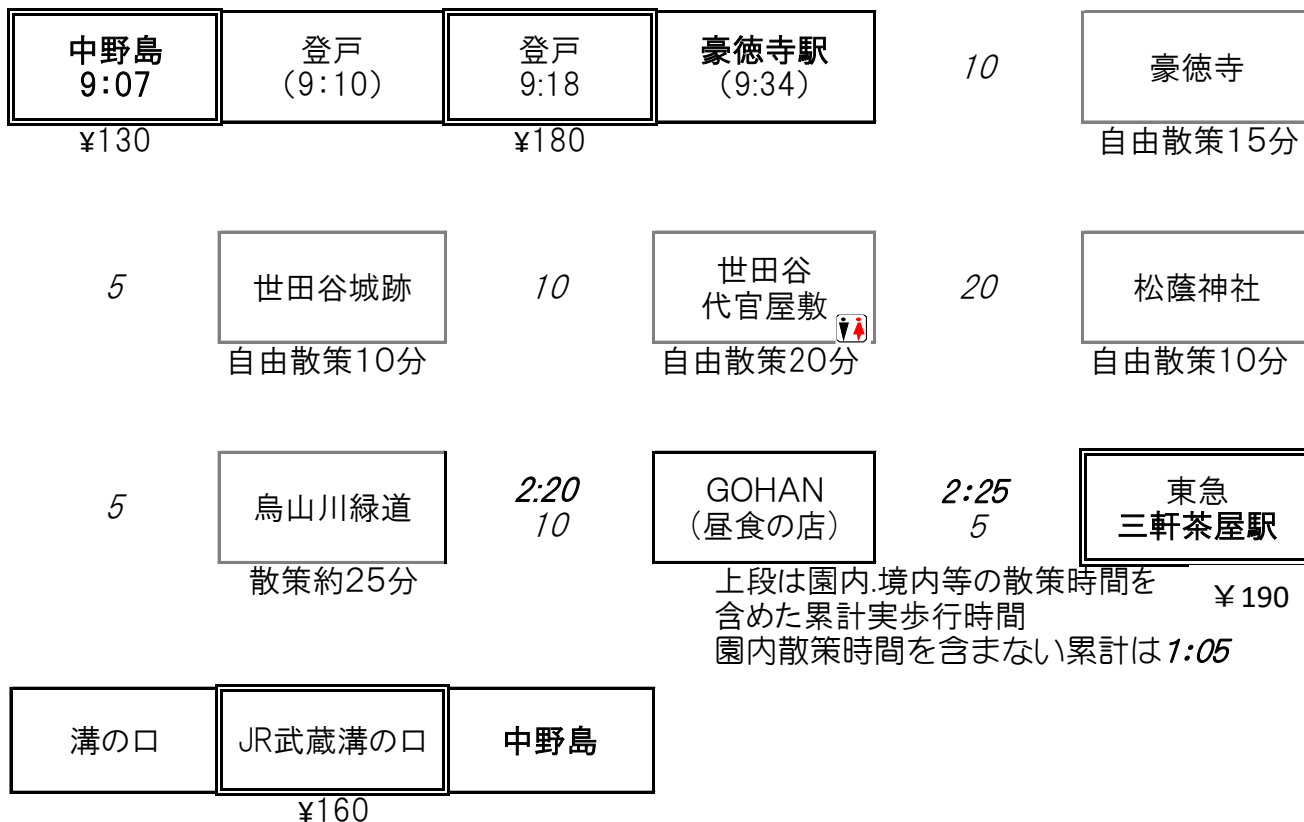 中野島
9:07
登戸
(9:10)
登戸
9:18
豪徳寺駅
(9:34)
10
豪徳寺
¥130
¥180
自由散策15分
5
世田谷城跡
10
世田谷
代官屋敷
20
松蔭神社
自由散策10分
自由散策20分
自由散策10分
5
烏山川緑道
2:20
10
GOHAN
(昼食の店)
2:25
5
東急
三軒茶屋駅
散策約25分
上段は園内.境内等の散策時間を
含めた累計実歩行時間
園内散策時間を含まない累計は1:05
¥190
溝の口
JR武蔵溝の口
中野島
¥160